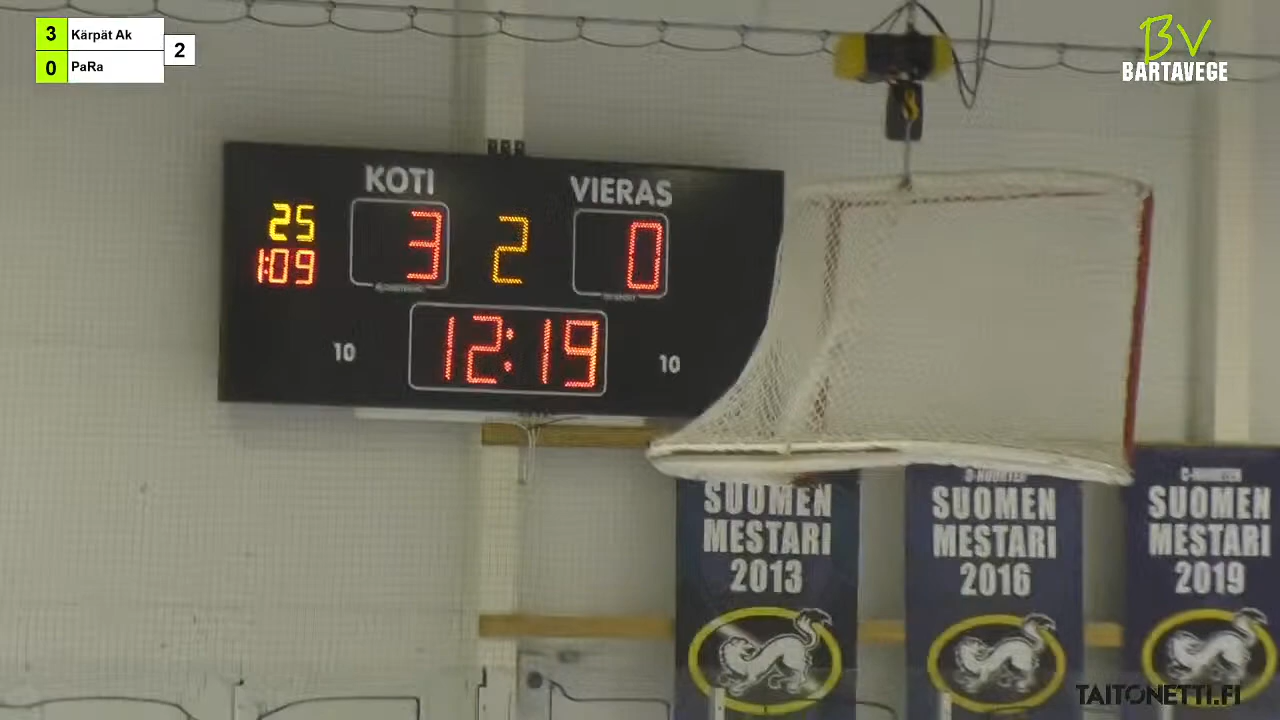 3 Kärpät Ak
2
0 PaRa
BV
BARTAVEGE
KOTI
VIERAS
25
3
2
0
1:09
12:19
10
10
SUOMEN
MESTARI
2013
SUOMEN
MESTARI
2016
C-NUORTEN
SUOMEN
MESTARI
2019
TAITONETTI.FI